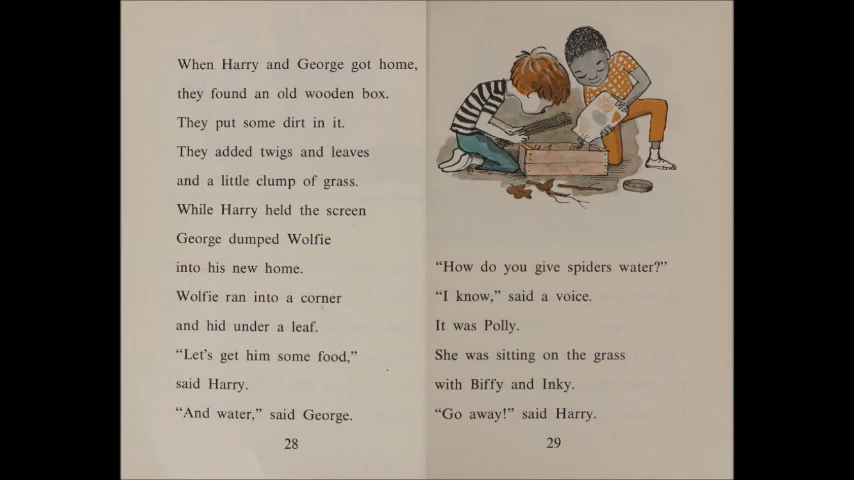 When Harry and George got home,
they found an old wooden box.
They put some dirt in it.
They added twigs and leaves
and a little clump of grass.
While Harry held the screen
George dumped Wolfie
into his new home.
Wolfie ran into a corner
and hid under a leaf.
“Let’s get him some food,”
said Harry.
“And water,” said George.
28
“How do you give spiders water?”
“I know,” said a voice.
It was Polly.
She was sitting on the grass
with Biffy and Inky.
“Go away!” said Harry.
29